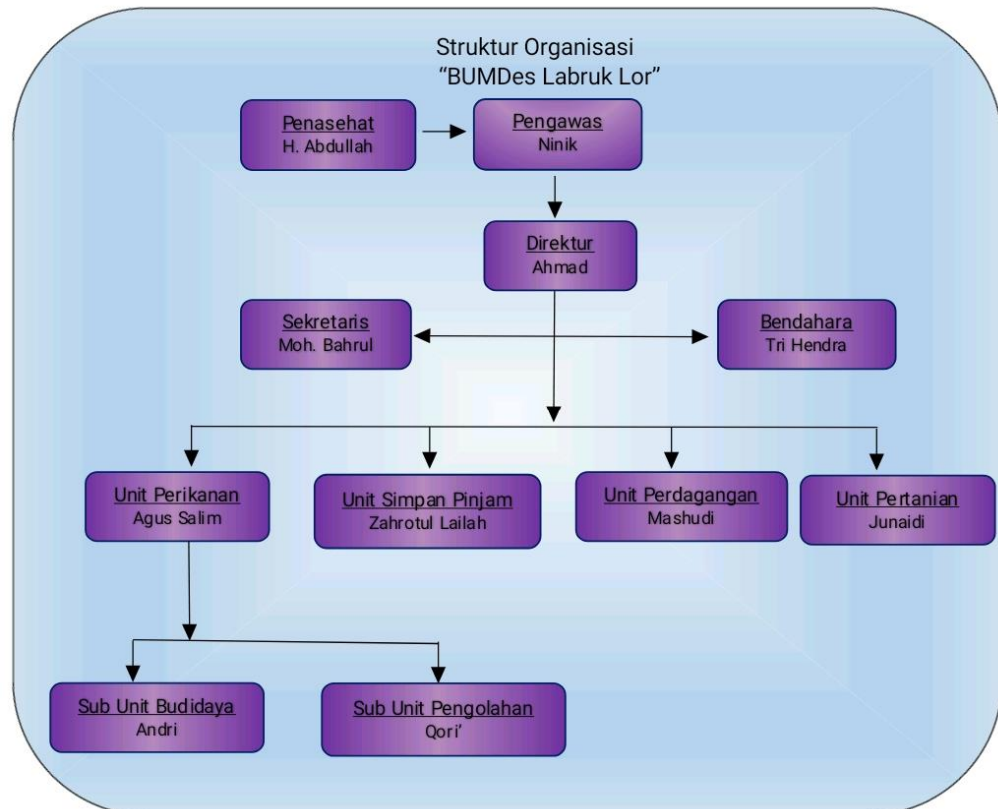 Struktur Organisasi
“BUMDes Labruk Lor”
Penasehat
H. Abdullah
Pengawas
Ninik
Direktur
Ahmad
Sekretaris
Moh. Bahrul
Bendahara
Tri Hendra
Unit Perikanan
Agus Salim
Unit Simpan Pinjam
Zahrotul Lailah
Unit Perdagangan
Mashudi
Unit Pertanian
Junaidi
Sub Unit Budidaya
Andri
Sub Unit Pengolahan
Qori’